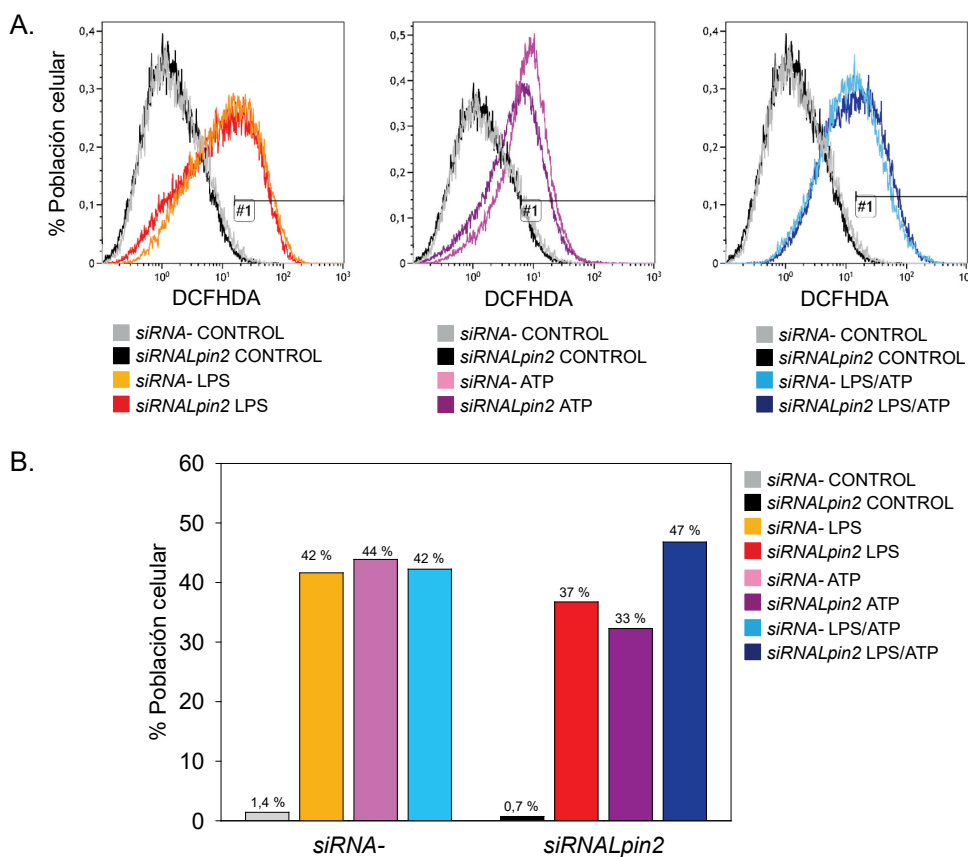 A.
% Población celular
0,4
0,3
0,2
0,1
0
#1
10⁰ 10¹ 10² 10³
DCFHDA
siRNA- CONTROL
siRNALpin2 CONTROL
siRNA- LPS
siRNALpin2 LPS
0,5
0,4
0,3
0,2
0,1
0
#1
10⁰ 10¹ 10² 10³
DCFHDA
siRNA- CONTROL
siRNALpin2 CONTROL
siRNA- ATP
siRNALpin2 ATP
0,4
0,3
0,2
0,1
0
#1
10⁰ 10¹ 10² 10³
DCFHDA
siRNA- CONTROL
siRNALpin2 CONTROL
siRNA- LPS/ATP
siRNALpin2 LPS/ATP
B.
% Población celular
60
50
40
30
20
10
0
1,4 %
42 %
44 %
42 %
0,7 %
37 %
33 %
47 %
siRNA-
siRNALpin2
siRNA- CONTROL
siRNALpin2 CONTROL
siRNA- LPS
siRNALpin2 LPS
siRNA- ATP
siRNALpin2 ATP
siRNA- LPS/ATP
siRNALpin2 LPS/ATP